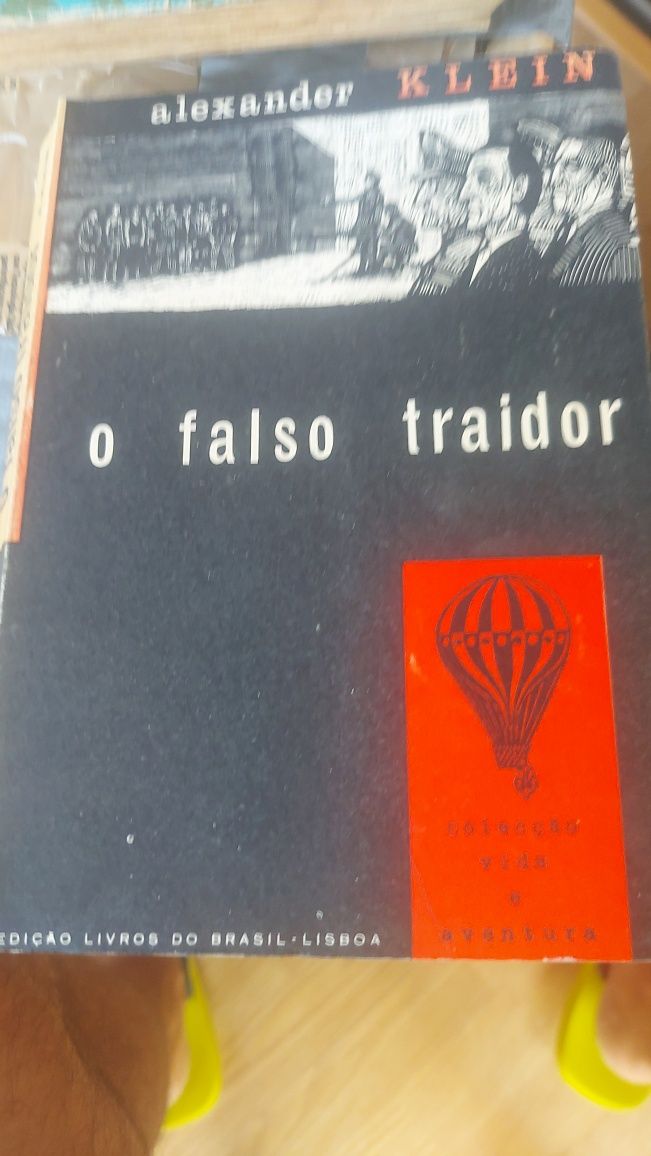 alexander KLEIN
o falso traidor
colecção
vida
e
aventura
EDIÇÃO LIVROS DO BRASIL-LISBOA